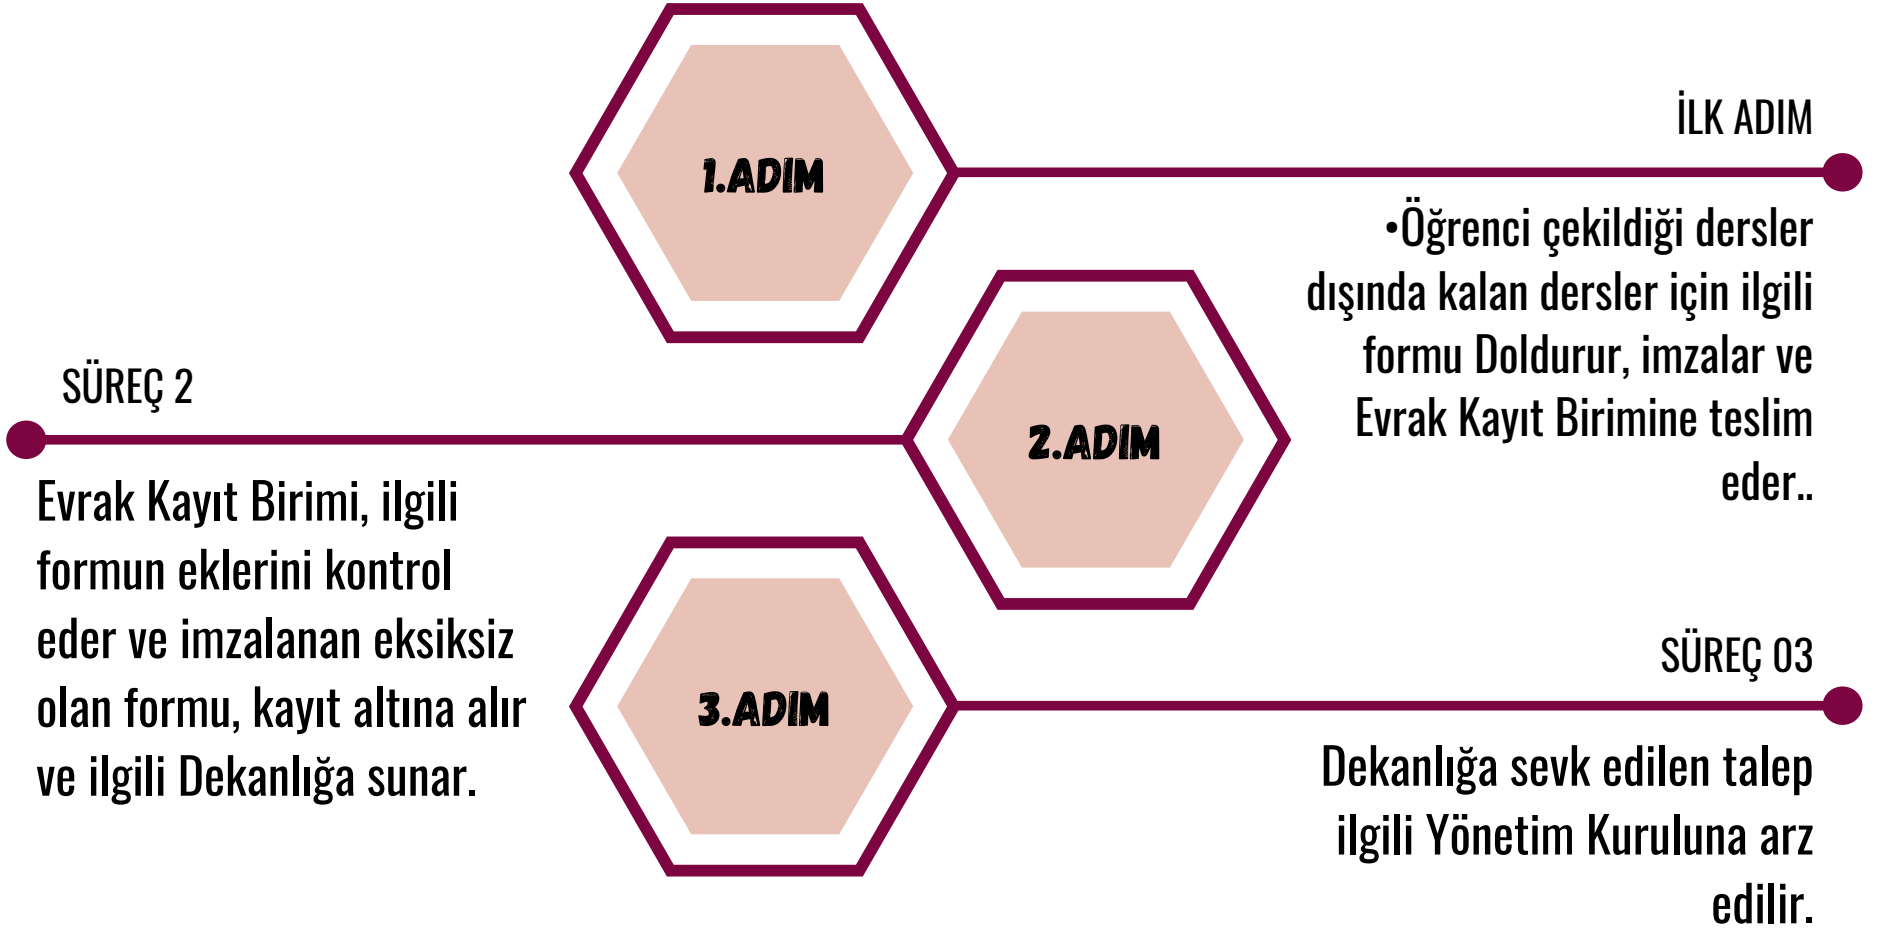 1.ADIM
İLK ADIM
•Öğrenci çekildiği dersler
dışında kalan dersler için ilgili
formu Doldurur, imzalar ve
Evrak Kayıt Birimine teslim
eder..
2.ADIM
SÜREÇ 2
Evrak Kayıt Birimi, ilgili
formun eklerini kontrol
eder ve imzalanan eksiksiz
olan formu, kayıt altına alır
ve ilgili Dekanlığa sunar.
3.ADIM
SÜREÇ 03
Dekanlığa sevk edilen talep
ilgili Yönetim Kuruluna arz
edilir.